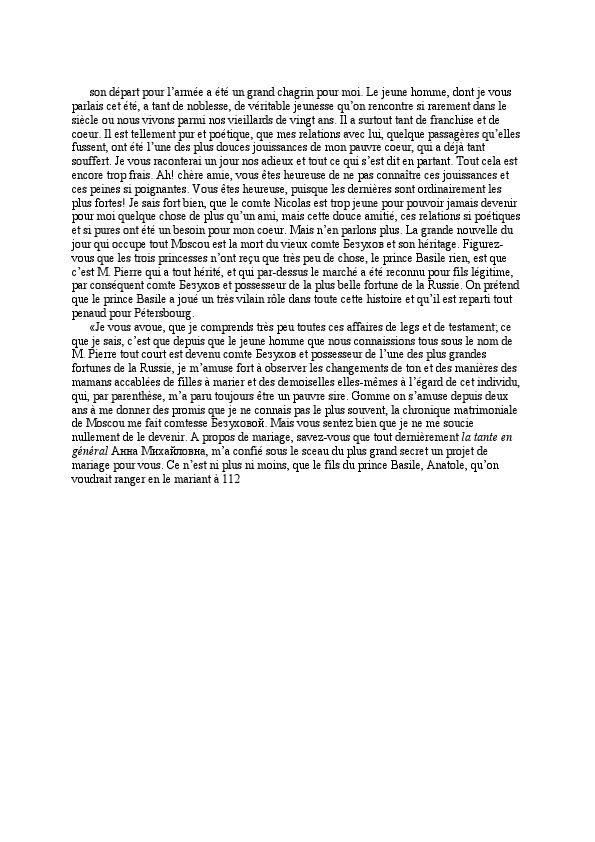 son départ pour l’armée a été un grand chagrin pour moi. Le jeune homme, dont je vous
parlais cet été, a tant de noblesse, de véritable jeunesse qu’on rencontre si rarement dans le
siècle ou nous vivons parmi nos vieillards de vingt ans. Il a surtout tant de franchise et de
coeur. Il est tellement pur et poétique, que mes relations avec lui, quelque passagères qu’elles
fussent, ont été l’une des plus douces jouissances de mon pauvre coeur, qui a déjà tant
souffert. Je vous raconterai un jour nos adieux et tout ce qui s’est dit en partant. Tout cela est
encore trop frais. Ah! chère amie, vous êtes heureuse de ne pas connaître ces jouissances et
ces peines si poignantes. Vous êtes heureuse, puisque les dernières sont ordinairement les
plus fortes! Je sais fort bien, que le comte Nicolas est trop jeune pour pouvoir jamais devenir
pour moi quelque chose de plus qu’un ami, mais cette douce amitié, ces relations si poétiques
et si pures ont été un besoin pour mon coeur. Mais n’en parlons plus. La grande nouvelle du
jour qui occupe tout Moscou est la mort du vieux comte Безухов et son héritage. Figurez-
vous que les trois princesses n’ont reçu que très peu de chose, le prince Basile rien, est que
c’est M. Pierre qui a tout hérité, et qui par-dessus le marché a été reconnu pour fils légitime,
par conséquent comte Безухов et possesseur de la plus belle fortune de la Russie. On prétend
que le prince Basile a joué un très vilain rôle dans toute cette histoire et qu’il est reparti tout
penaud pour Pétersbourg.
«Je vous avoue, que je comprends très peu toutes ces affaires de legs et de testament; ce
que je sais, c’est que depuis que le jeune homme que nous connaissions tous sous le nom de
M. Pierre tout court est devenu comte Безухов et possesseur de l’une des plus grandes
fortunes de la Russie, je m’amuse fort à observer les changements de ton et des manières des
mamans accablées de filles à marier et des demoiselles elles-mêmes à l’égard de cet individu,
qui, par parenthèse, m’a paru toujours être un pauvre sire. Gomme on s’amuse depuis deux
ans à me donner des promis que je ne connais pas le plus souvent, la chronique matrimoniale
de Moscou me fait comtesse Безуховой. Mais vous sentez bien que je ne me soucie
nullement de le devenir. A propos de mariage, savez-vous que tout dernièrement la tante en
général Анна Михайловна, m’a confié sous le sceau du plus grand secret un projet de
mariage pour vous. Ce n’est ni plus ni moins, que le fils du prince Basile, Anatole, qu’on
voudrait ranger en le mariant à 112